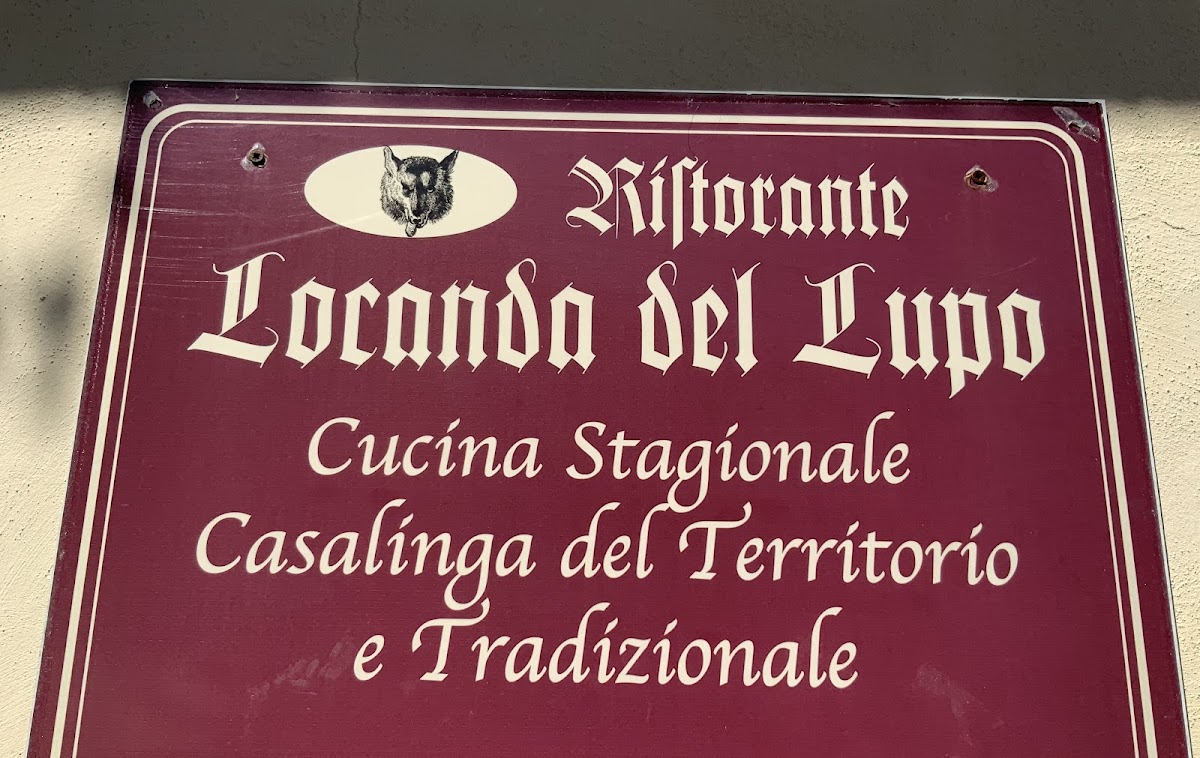 Ristorante
Locanda del Lupo
Cucina Stagionale
Casalinga del Territorio
e Tradizionale